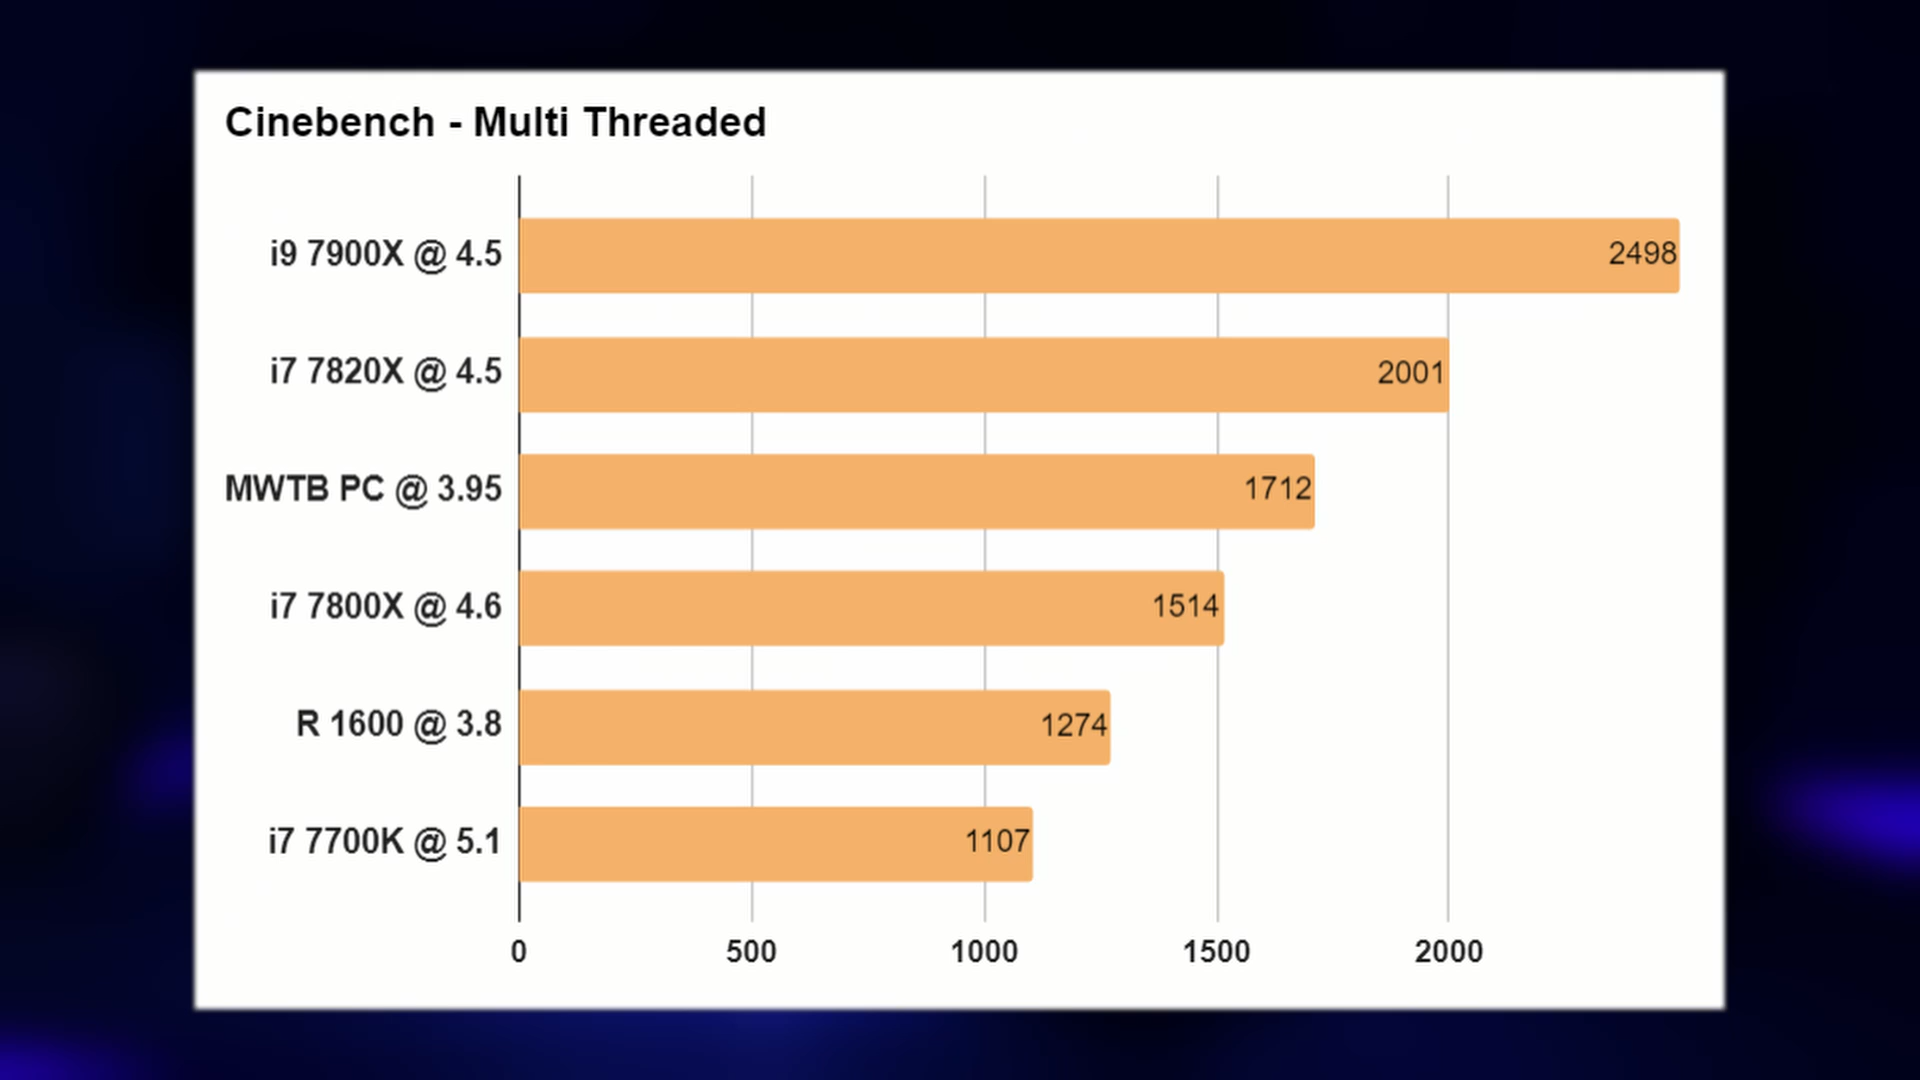 Cinebench - Multi Threaded
i9 7900X @ 4.5 2498
i7 7820X @ 4.5 2001
MWTB PC @ 3.95 1712
i7 7800X @ 4.6 1514
R 1600 @ 3.8 1274
i7 7700K @ 5.1 1107
0 500 1000 1500 2000